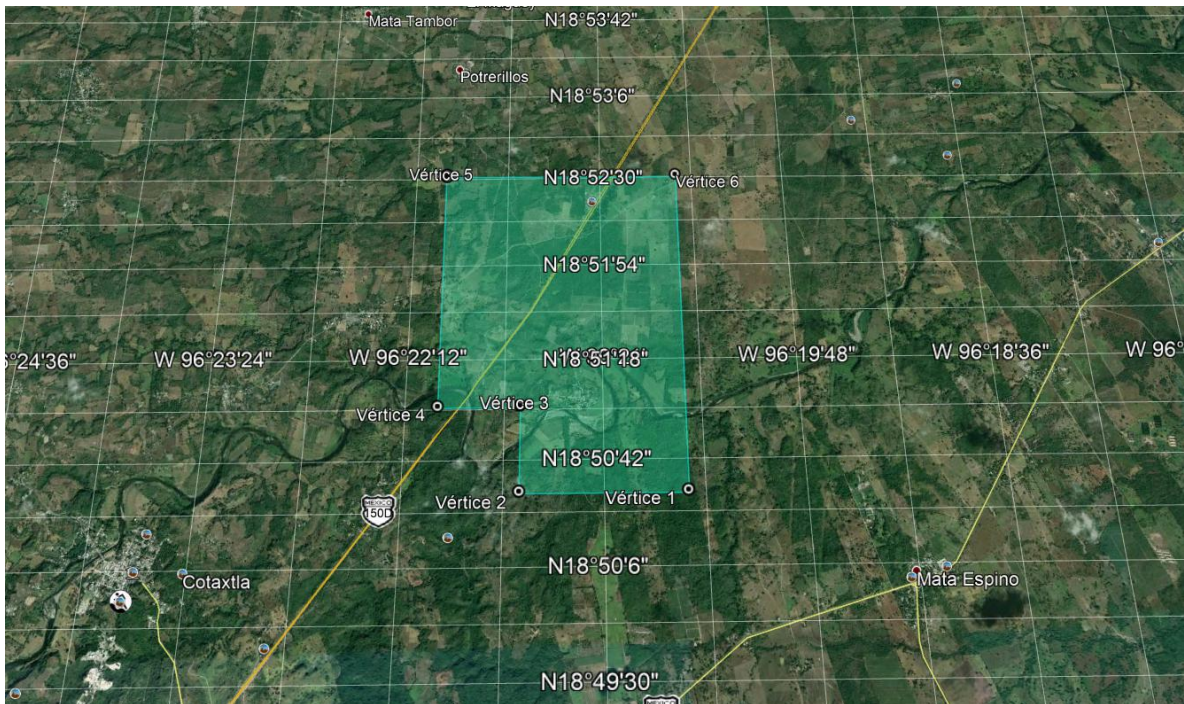 Mata Tambor
N18°53'42"
Potrerillos
N18°53'6"
Vértice 5
N18°52'30"
Vértice 6
N18°51'54"
6°24'36"
W 96°23'24"
W 96°22'12"
N18°51'18"
W 96°19'48"
W 96°18'36"
W 96°
Vértice 4
Vértice 3
N18°50'42"
Vértice 2
Vértice 1
MEXICO
150D
N18°50'6"
Cotaxtla
Mata Espino
N18°49'30"